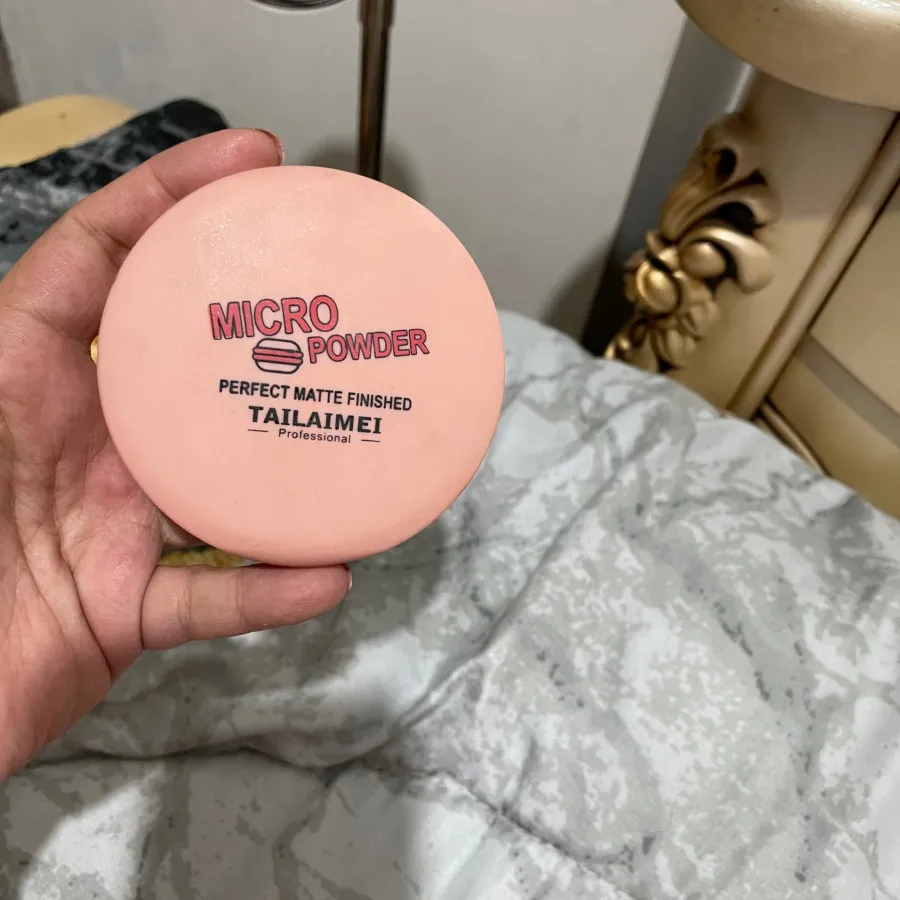 MICRO
POWDER
PERFECT MATTE FINISHED
TAILAIMEI
Professional